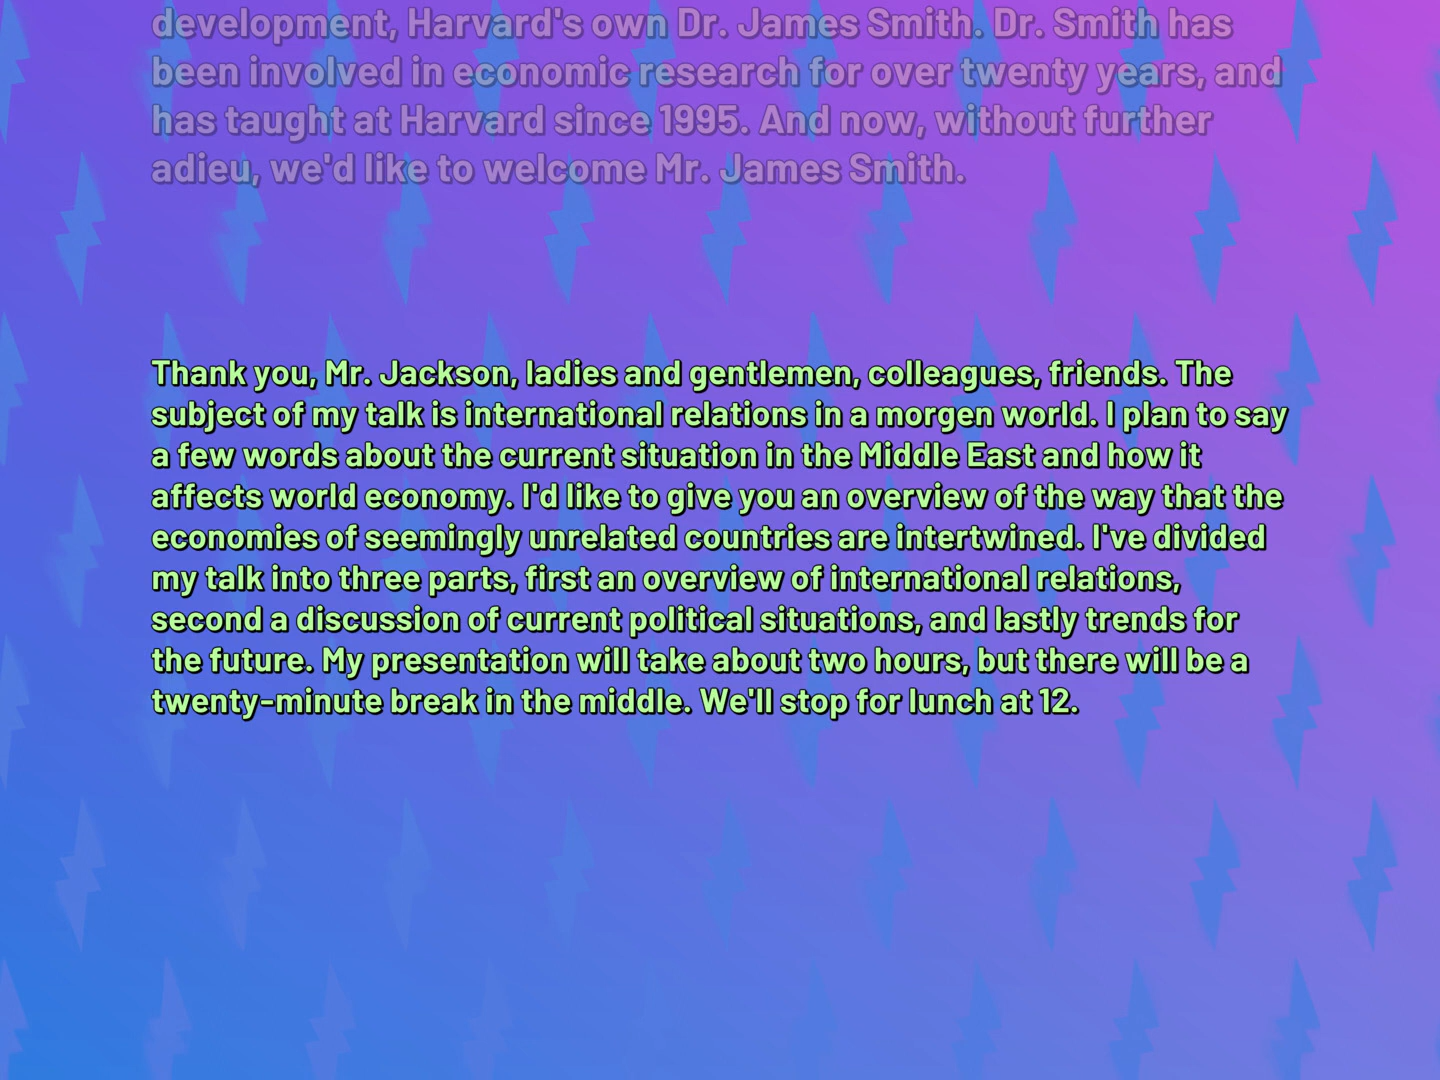 development, Harvard's own Dr. James Smith. Dr. Smith has
been involved in economic research for over twenty years, and
has taught at Harvard since 1995. And now, without further
adieu, we'd like to welcome Mr. James Smith.
Thank you, Mr. Jackson, ladies and gentlemen, colleagues, friends. The
subject of my talk is international relations in a morgen world. I plan to say
a few words about the current situation in the Middle East and how it
affects world economy. I'd like to give you an overview of the way that the
economies of seemingly unrelated countries are intertwined. I've divided
my talk into three parts, first an overview of international relations,
second a discussion of current political situations, and lastly trends for
the future. My presentation will take about two hours, but there will be a
twenty-minute break in the middle. We'll stop for lunch at 12.